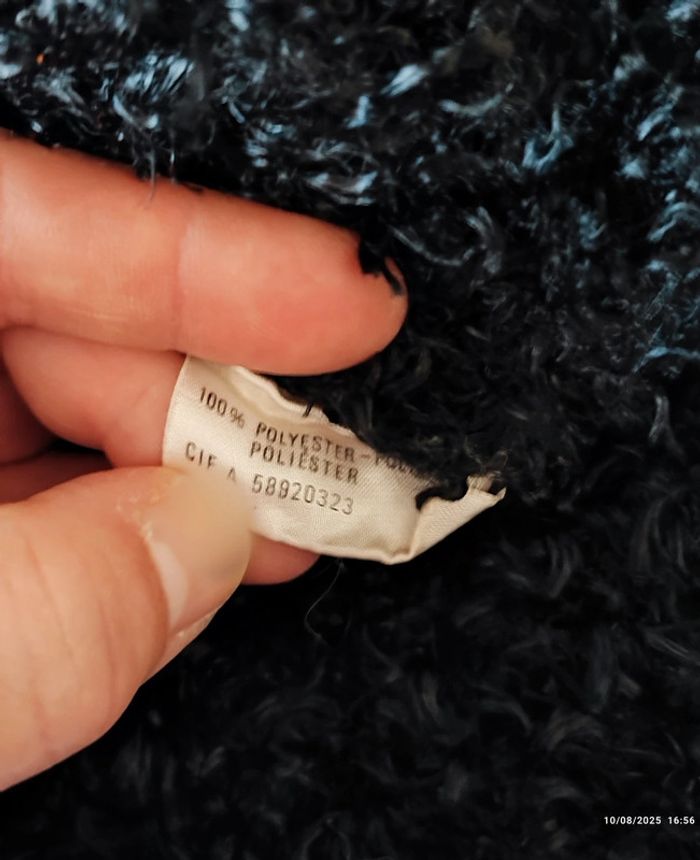 100% POLYESTER -
POLIÉSTER
CIF A 58920323
10/08/2025 16:56